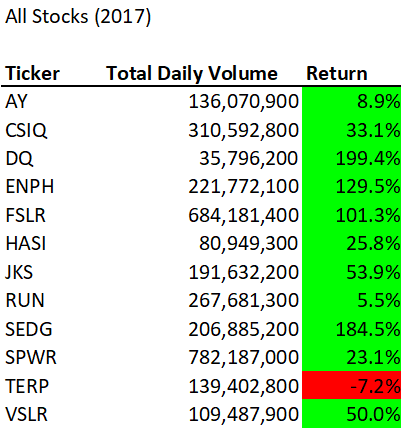 All Stocks (2017)
Ticker Total Daily Volume Return
AY 136,070,900 8.9%
CSIQ 310,592,800 33.1%
DQ 35,796,200 199.4%
ENPH 221,772,100 129.5%
FSLR 684,181,400 101.3%
HASI 80,949,300 25.8%
JKS 191,632,200 53.9%
RUN 267,681,300 5.5%
SEDG 206,885,200 184.5%
SPWR 782,187,000 23.1%
TERP 139,402,800 -7.2%
VSLR 109,487,900 50.0%